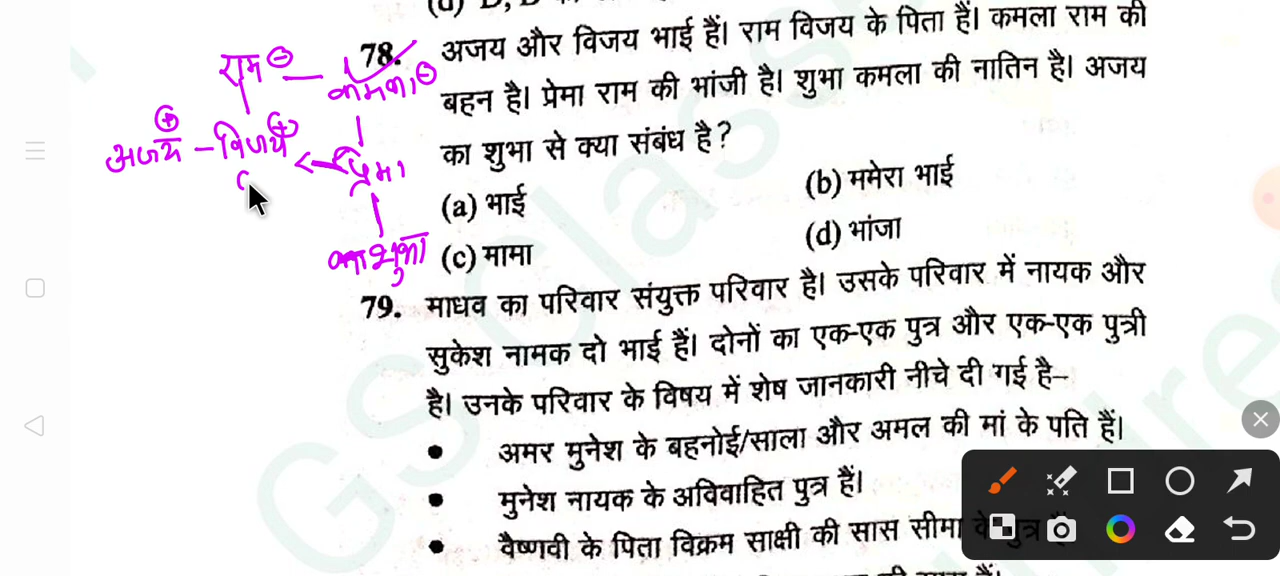 78. अजय और विजय भाई हैं। राम विजय के पिता हैं। कमला राम की
बहन है। प्रेमा राम की भांजी है। शुभा कमला की नातिन है। अजय
का शुभा से क्या संबंध है?
(a) भाई (b) ममेरा भाई
(c) मामा (d) भांजा
79. माधव का परिवार संयुक्त परिवार है। उसके परिवार में नायक और
सुकेश नामक दो भाई हैं। दोनों का एक-एक पुत्र और एक-एक पुत्री
है। उनके परिवार के विषय में शेष जानकारी नीचे दी गई है–
• अमर मुनेश के बहनोई/साला और अमल की मां के पति हैं।
• मुनेश नायक के अविवाहित पुत्र हैं।
• वैष्णवी के पिता विक्रम साक्षी की सास सीमा
राम – कमला
अजय – विजय प्रेमा
शुभा